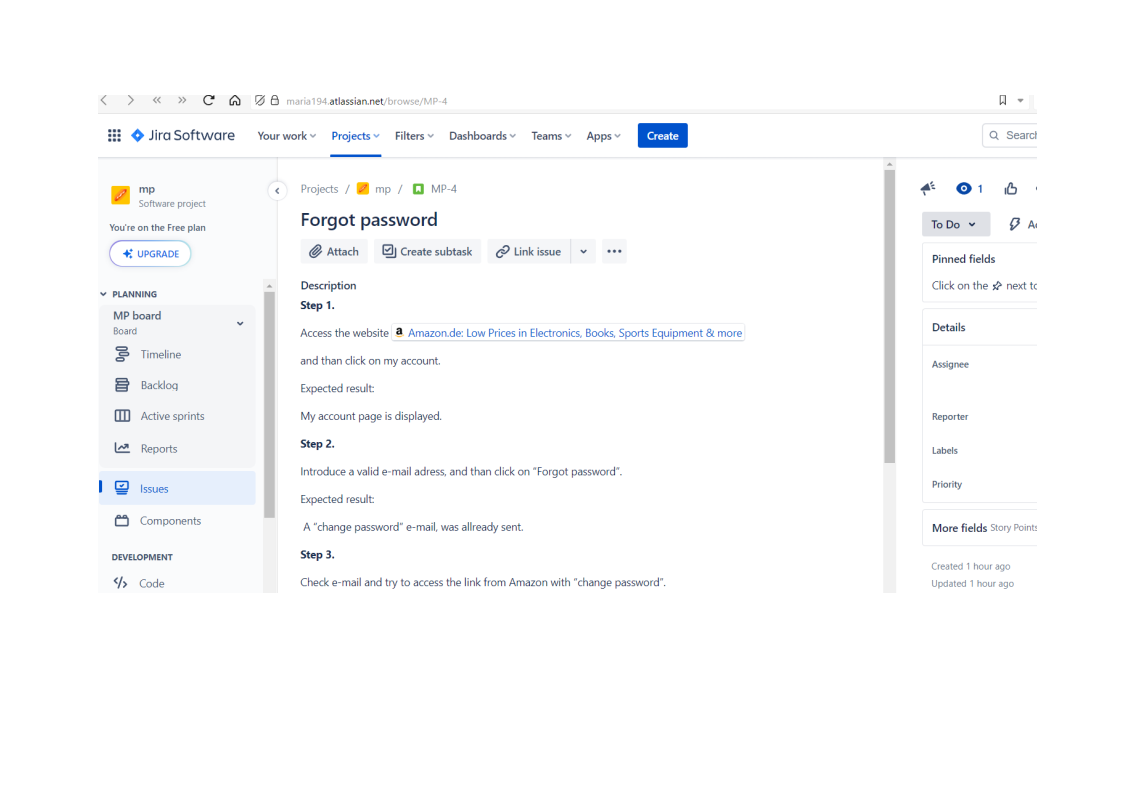 maria194.atlassian.net/browse/MP-4
Jira Software Your work Projects Filters Dashboards Teams Apps Create Search
mp
Software project
You're on the Free plan
UPGRADE
PLANNING
MP board
Board
Timeline
Backlog
Active sprints
Reports
Issues
Components
DEVELOPMENT
Code
Projects / mp / MP-4
Forgot password
Attach Create subtask Link issue
Description
Step 1.
Access the website Amazon.de: Low Prices in Electronics, Books, Sports Equipment & more
and than click on my account.
Expected result:
My account page is displayed.
Step 2.
Introduce a valid e-mail adress, and than click on “Forgot password”.
Expected result:
A “change password” e-mail, was allready sent.
Step 3.
Check e-mail and try to access the link from Amazon with “change password”.
1
To Do
Pinned fields
Click on the next to
Details
Assignee
Reporter
Labels
Priority
More fields Story Points
Created 1 hour ago
Updated 1 hour ago